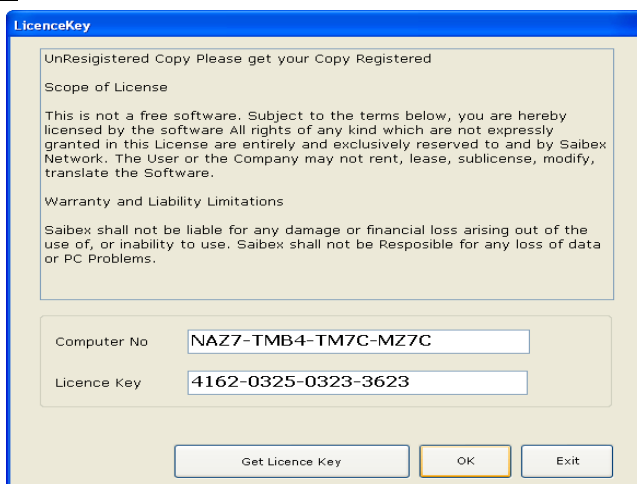 LicenceKey
UnResigistered Copy Please get your Copy Registered
Scope of License
This is not a free software. Subject to the terms below, you are hereby
licensed by the software All rights of any kind which are not expressly
granted in this License are entirely and exclusively reserved to and by Saibex
Network. The User or the Company may not rent, lease, sublicense, modify,
translate the Software.
Warranty and Liability Limitations
Saibex shall not be liable for any damage or financial loss arising out of the
use of, or inability to use. Saibex shall not be Resposible for any loss of data
or PC Problems.
Computer No NAZ7-TMB4-TM7C-MZ7C
Licence Key 4162-0325-0323-3623
Get Licence Key OK Exit